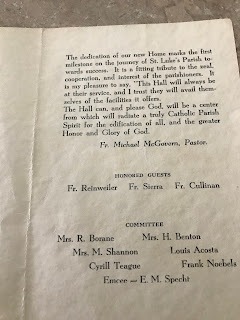 The dedication of our new Home marks the first
milestone on the journey of St. Luke's Parish to-
wards success. It is a fitting tribute to the zeal,
cooperation, and interest of the parishioners. It
is my pleasure to say, "This Hall will always be
at their service, and I trust they will avail them-
selves of the facilities it offers.
The Hall can, and please God, will be a center
from which will radiate a truly Catholic Parish
Spirit for the edification of all, and the greater
Honor and Glory of God.
Fr. Michael McGovern, Pastor.
HONORED GUESTS
Fr. Reinweiler Fr. Sierra Fr. Cullinan
COMMITTEE
Mrs. R. Borane Mrs. H. Benton
Mrs. M. Shannon Louis Acosta
Cyrill Teague Frank Noebels
Emcee — E. M. Specht